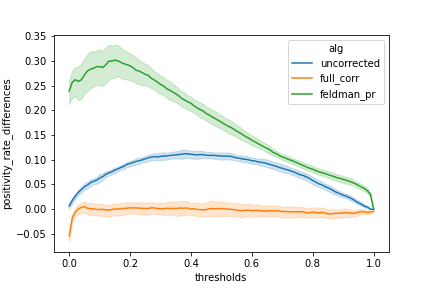 0.35
0.30
0.25
0.20
0.15
0.10
0.05
0.00
−0.05
positivity_rate_differences
alg
uncorrected
full_corr
feldman_pr
0.0 0.2 0.4 0.6 0.8 1.0
thresholds